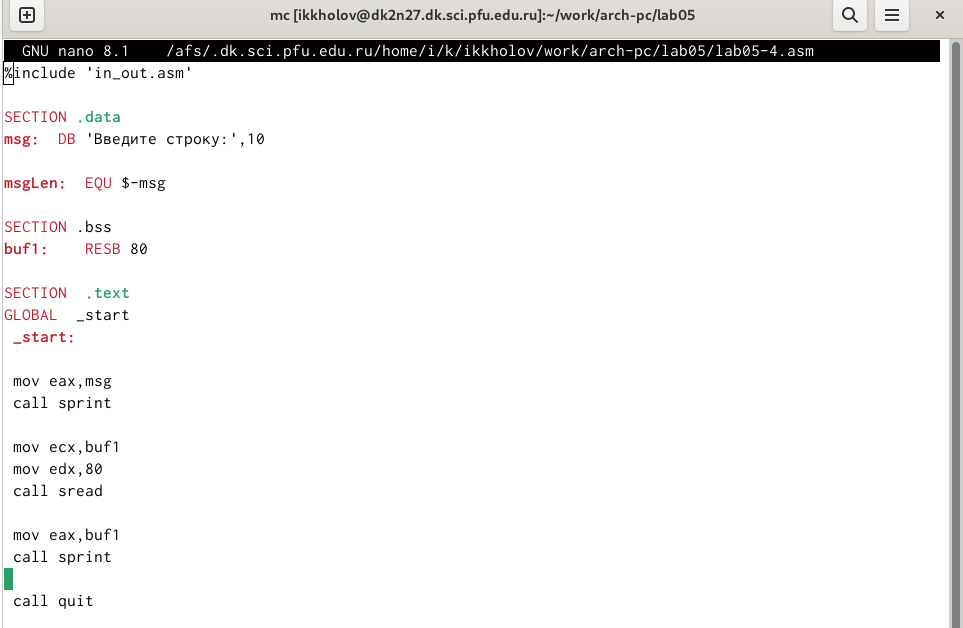 mc [ikkholov@dk2n27.dk.sci.pfu.edu.ru]:~/work/arch-pc/lab05
GNU nano 8.1    /afs/.dk.sci.pfu.edu.ru/home/i/k/ikkholov/work/arch-pc/lab05/lab05-4.asm
%include 'in_out.asm'
SECTION .data
msg:  DB 'Введите строку:',10
msgLen:  EQU $-msg
SECTION .bss
buf1:    RESB 80
SECTION  .text
GLOBAL  _start
_start:
mov eax,msg
call sprint
mov ecx,buf1
mov edx,80
call sread
mov eax,buf1
call sprint
call quit